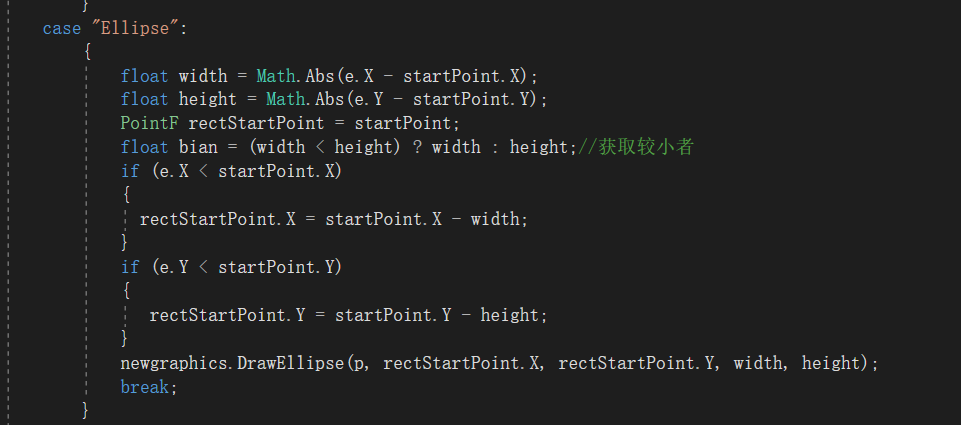 }
case "Ellipse":
{
float width = Math.Abs(e.X - startPoint.X);
float height = Math.Abs(e.Y - startPoint.Y);
PointF rectStartPoint = startPoint;
float bian = (width < height) ? width : height;//获取较小者
if (e.X < startPoint.X)
{
rectStartPoint.X = startPoint.X - width;
}
if (e.Y < startPoint.Y)
{
rectStartPoint.Y = startPoint.Y - height;
}
newgraphics.DrawEllipse(p, rectStartPoint.X, rectStartPoint.Y, width, height);
break;
}